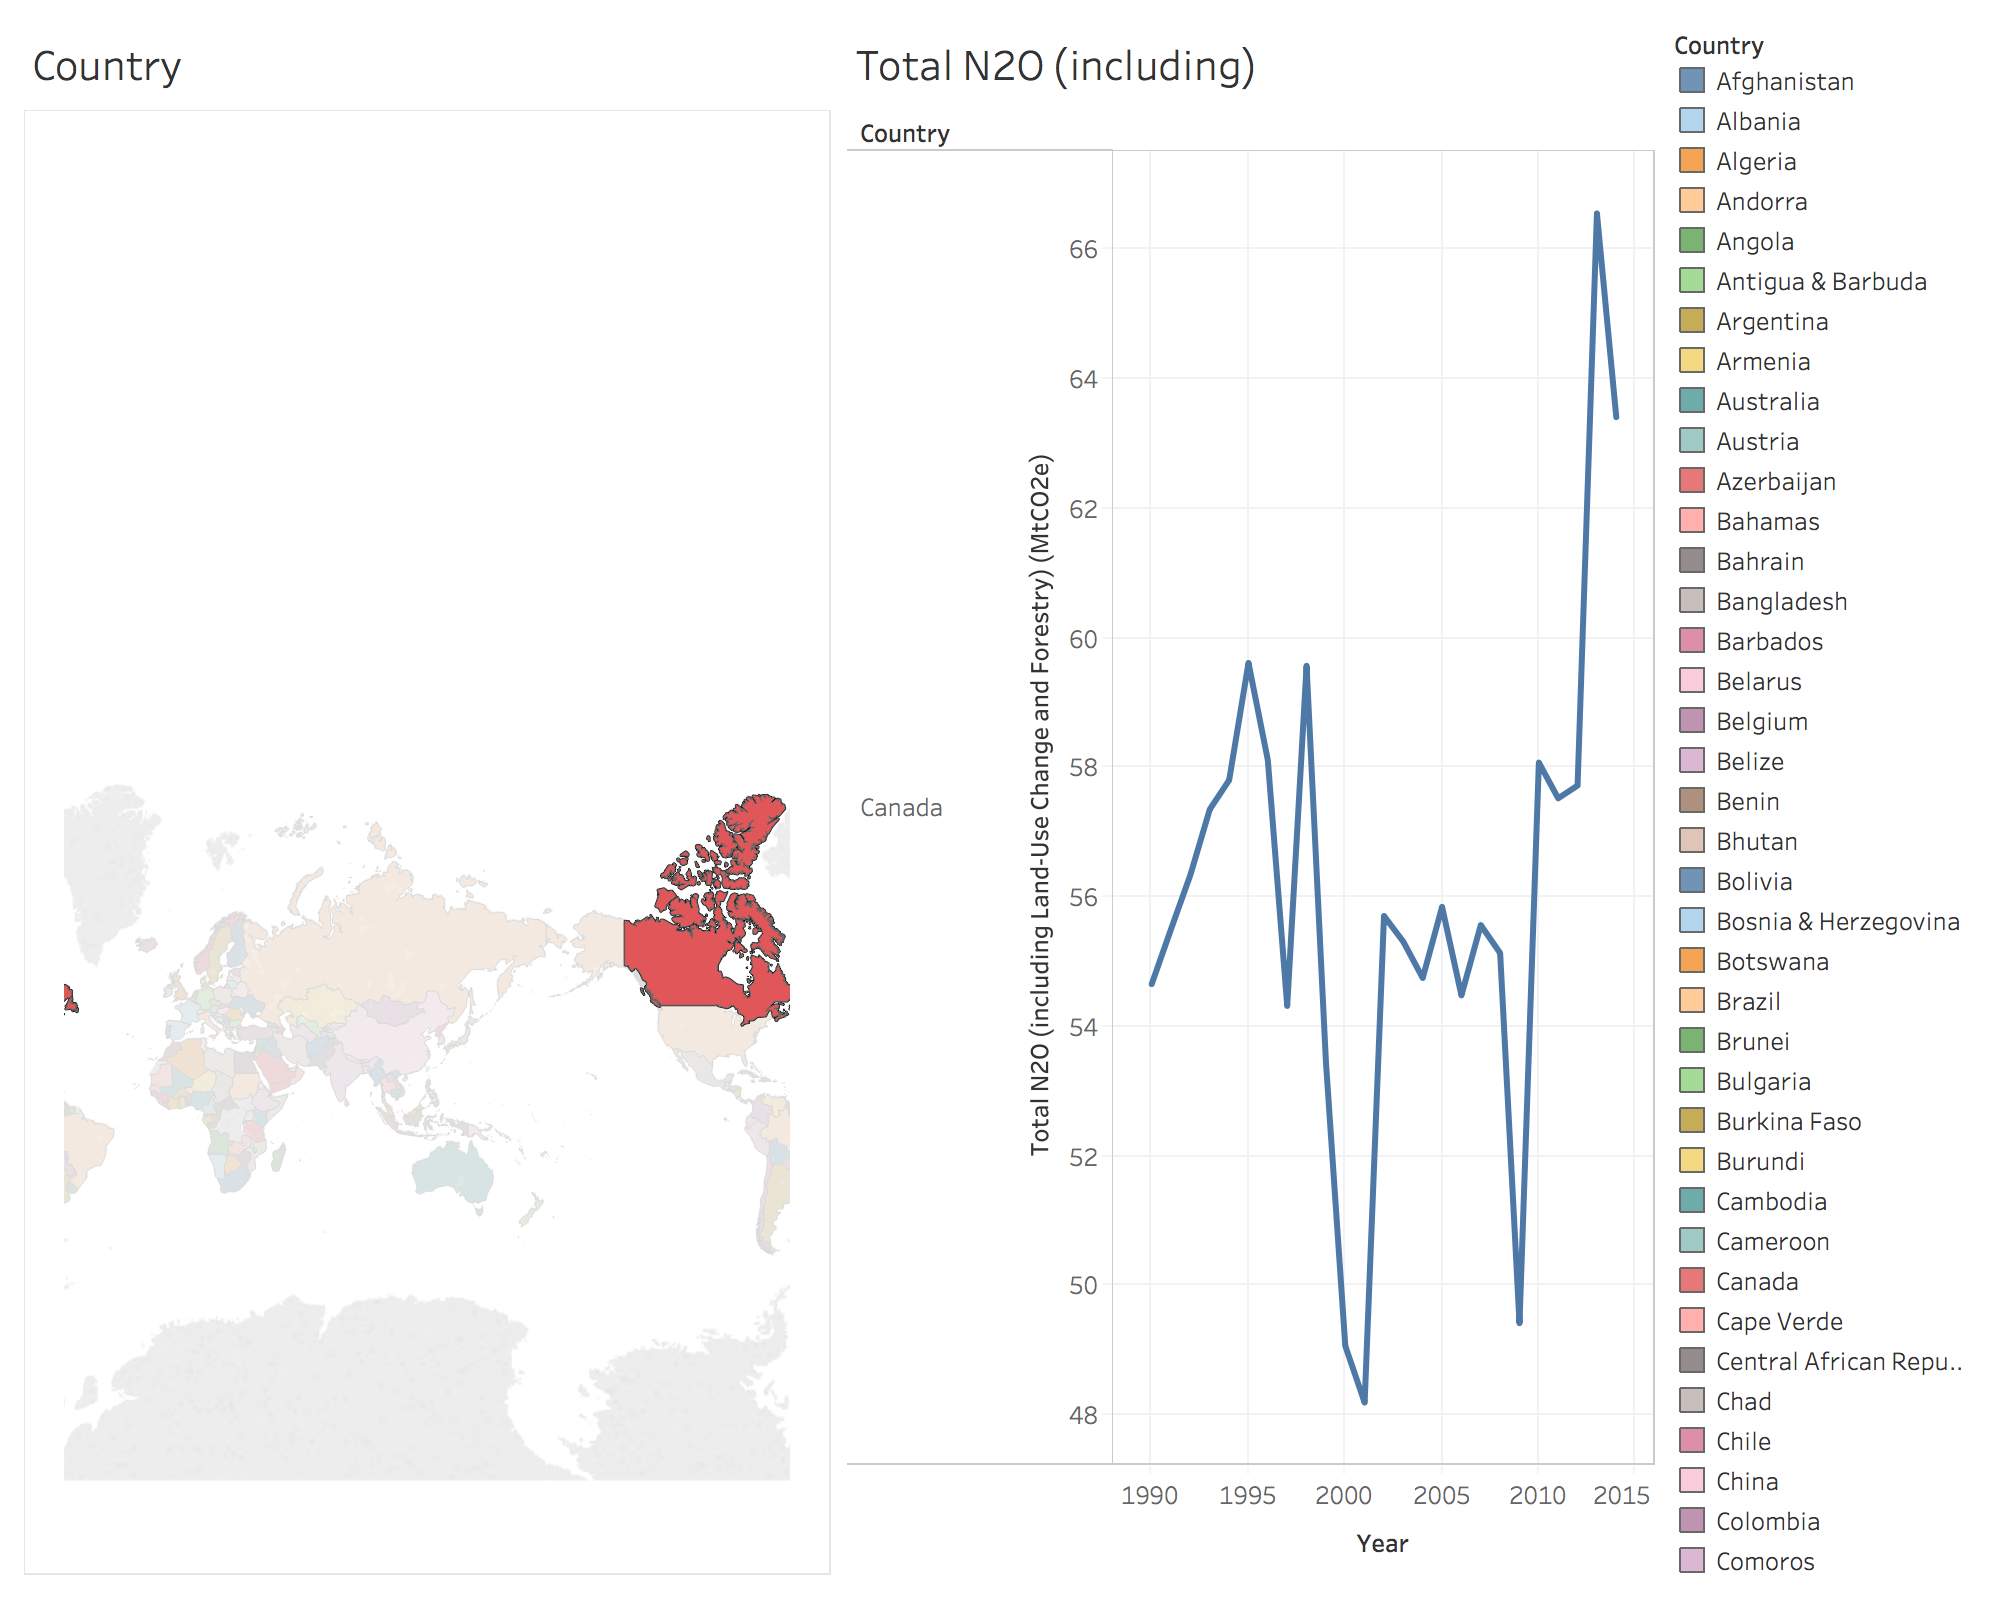 Country
Total N2O (including)
Country
Canada
Total N2O (including Land-Use Change and Forestry) (MtCO2e)
66
64
62
60
58
56
54
52
50
48
1990
1995
2000
2005
2010
2015
Year
Country
Afghanistan
Albania
Algeria
Andorra
Angola
Antigua & Barbuda
Argentina
Armenia
Australia
Austria
Azerbaijan
Bahamas
Bahrain
Bangladesh
Barbados
Belarus
Belgium
Belize
Benin
Bhutan
Bolivia
Bosnia & Herzegovina
Botswana
Brazil
Brunei
Bulgaria
Burkina Faso
Burundi
Cambodia
Cameroon
Canada
Cape Verde
Central African Repu..
Chad
Chile
China
Colombia
Comoros